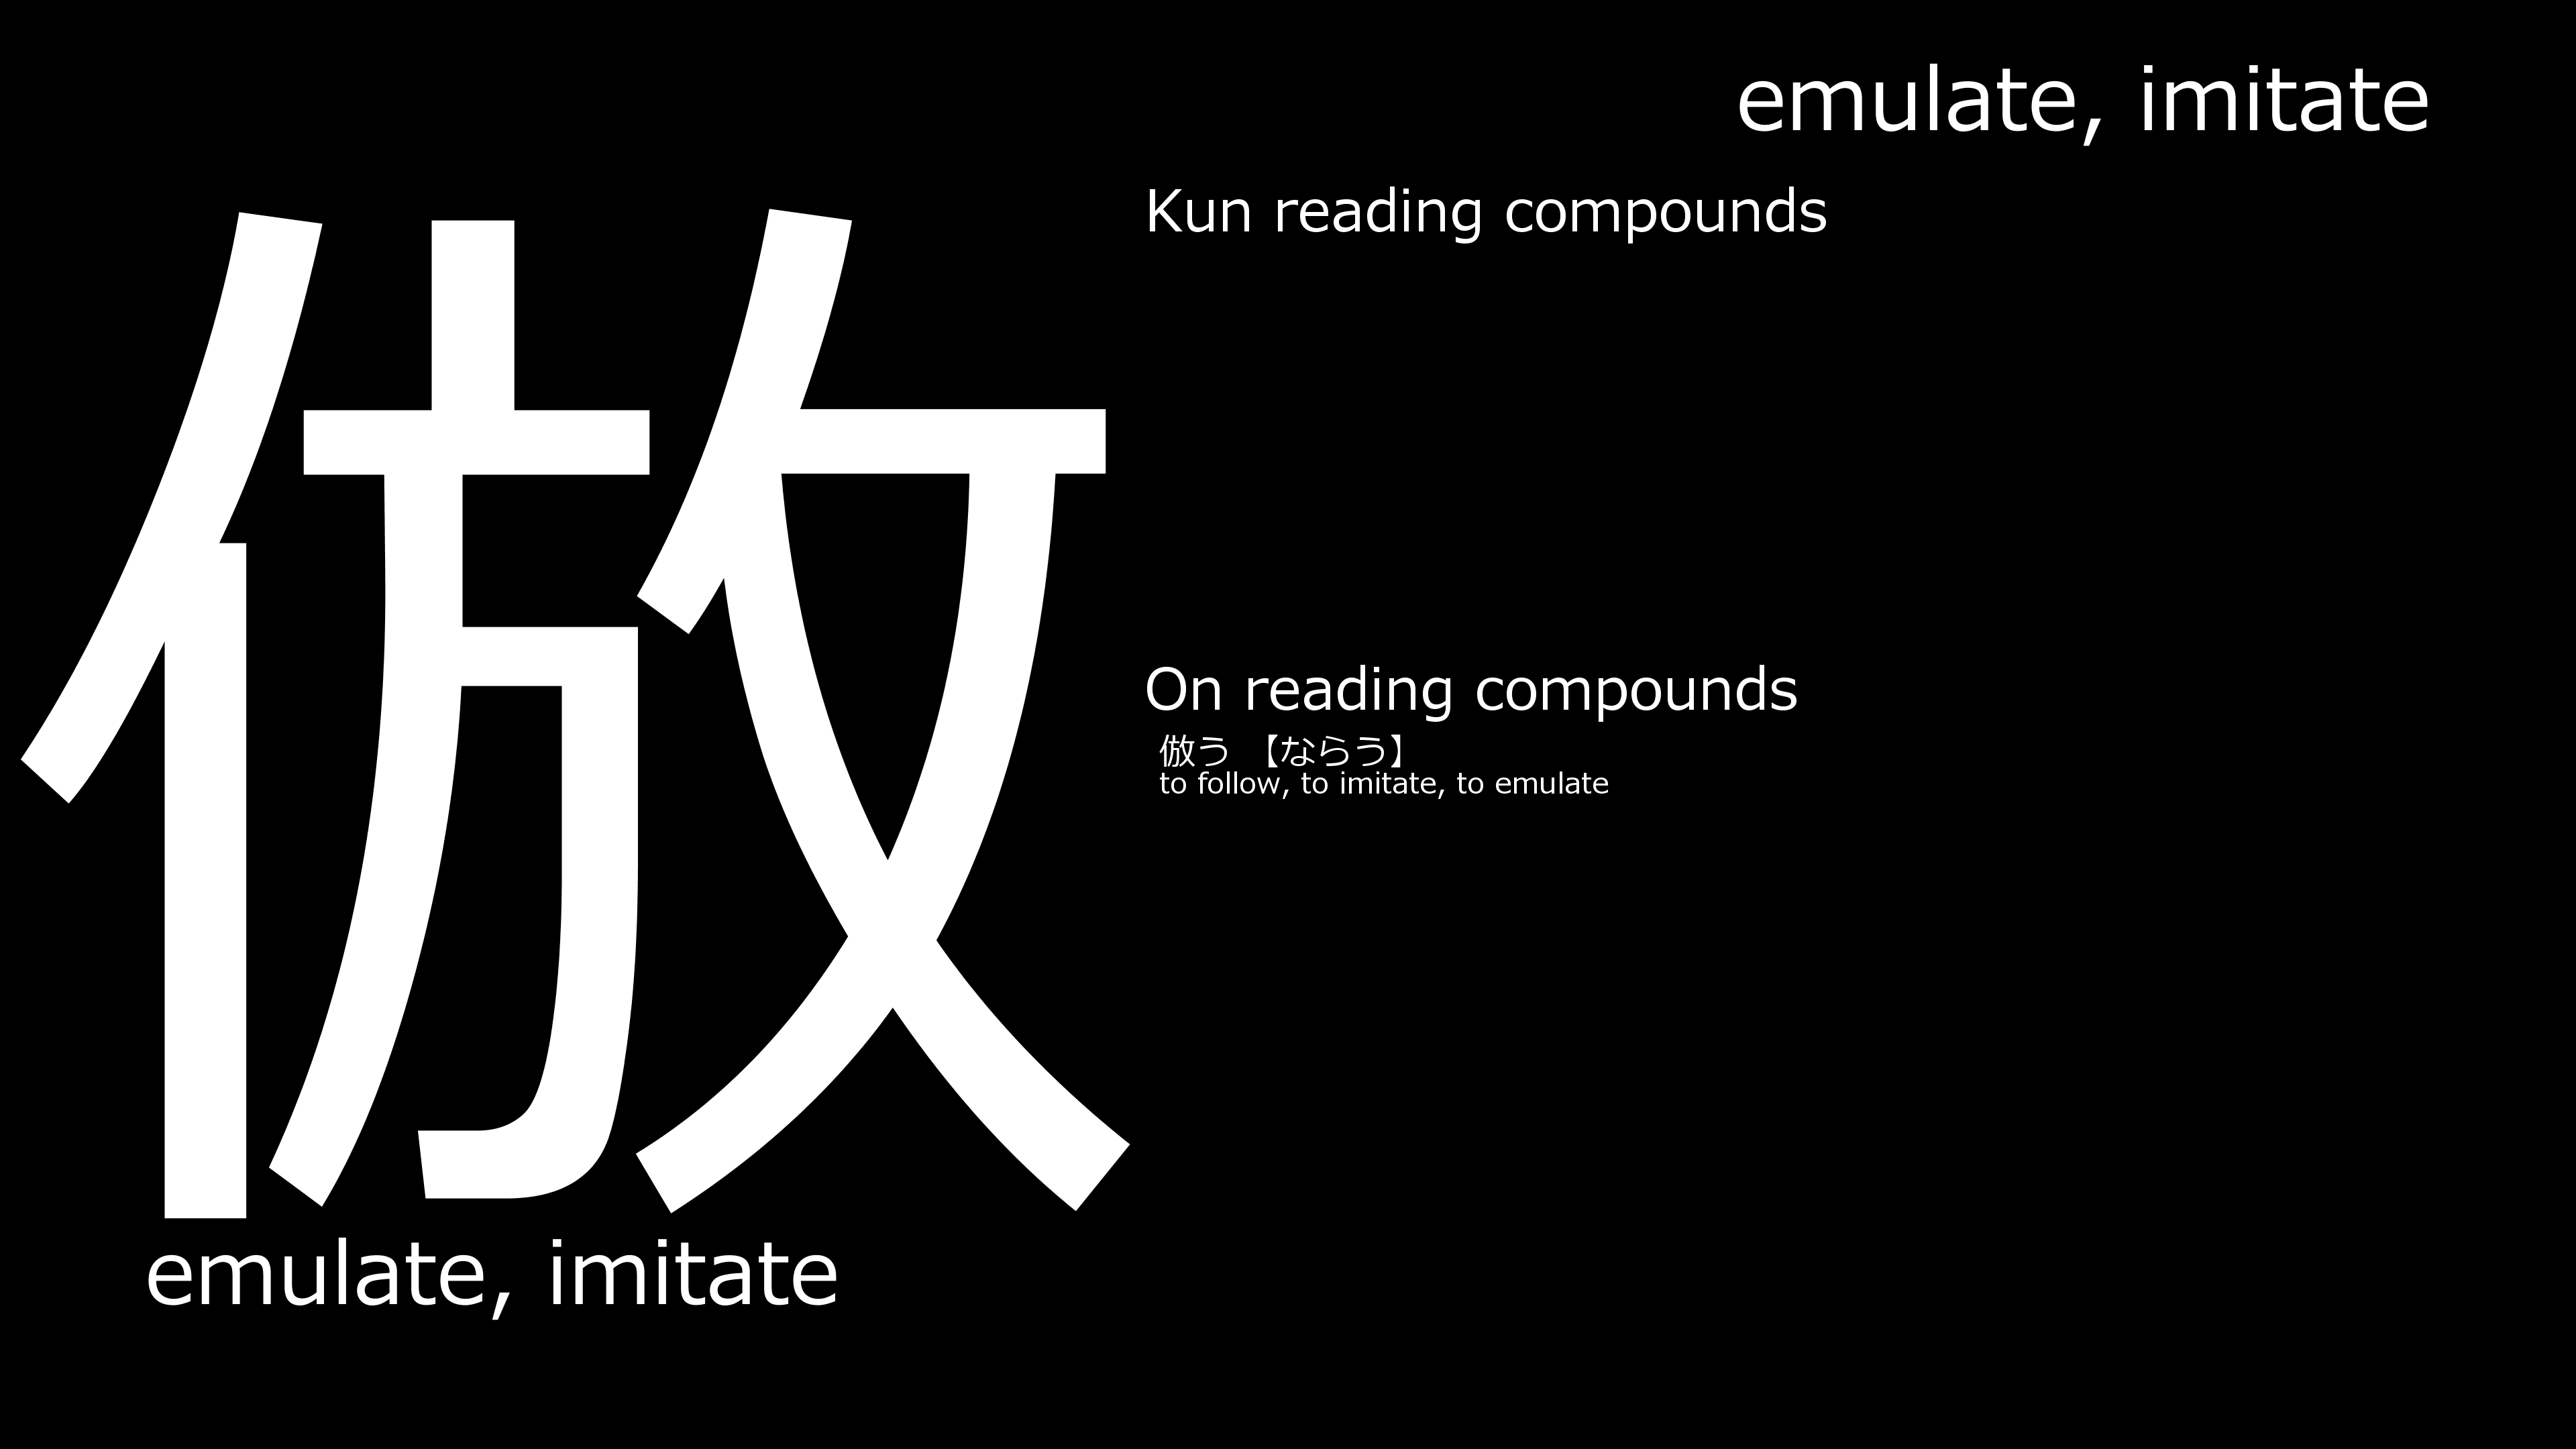 倣
emulate, imitate
emulate, imitate
Kun reading compounds
On reading compounds
倣う 【ならう】
to follow, to imitate, to emulate